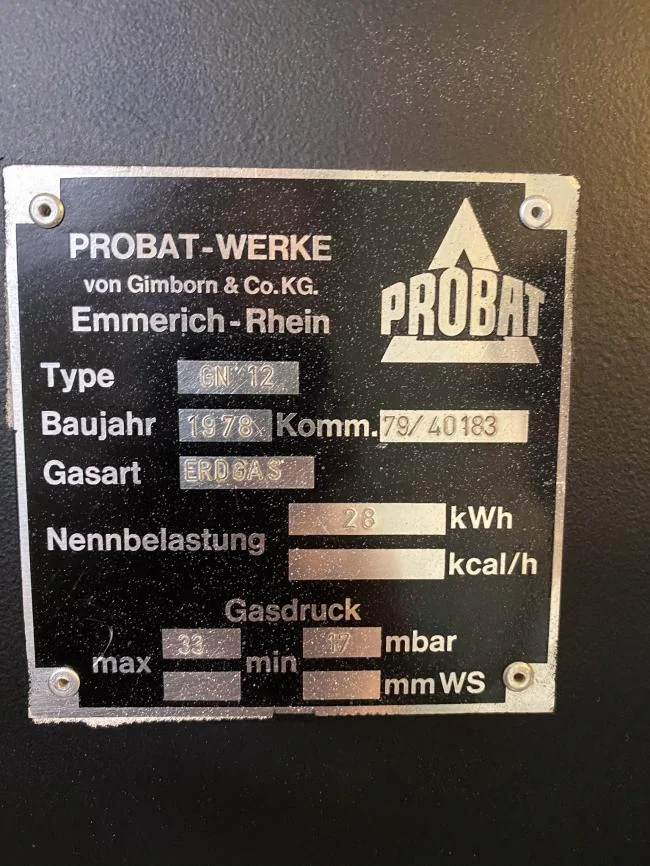 PROBAT-WERKE
von Gimborn & Co.KG.
Emmerich-Rhein
PROBAT
Type GN 12
Baujahr 1978 Komm. 79/40183
Gasart ERDGAS
Nennbelastung 28 kWh
kcal/h
Gasdruck
max 33 min 17 mbar
mm WS